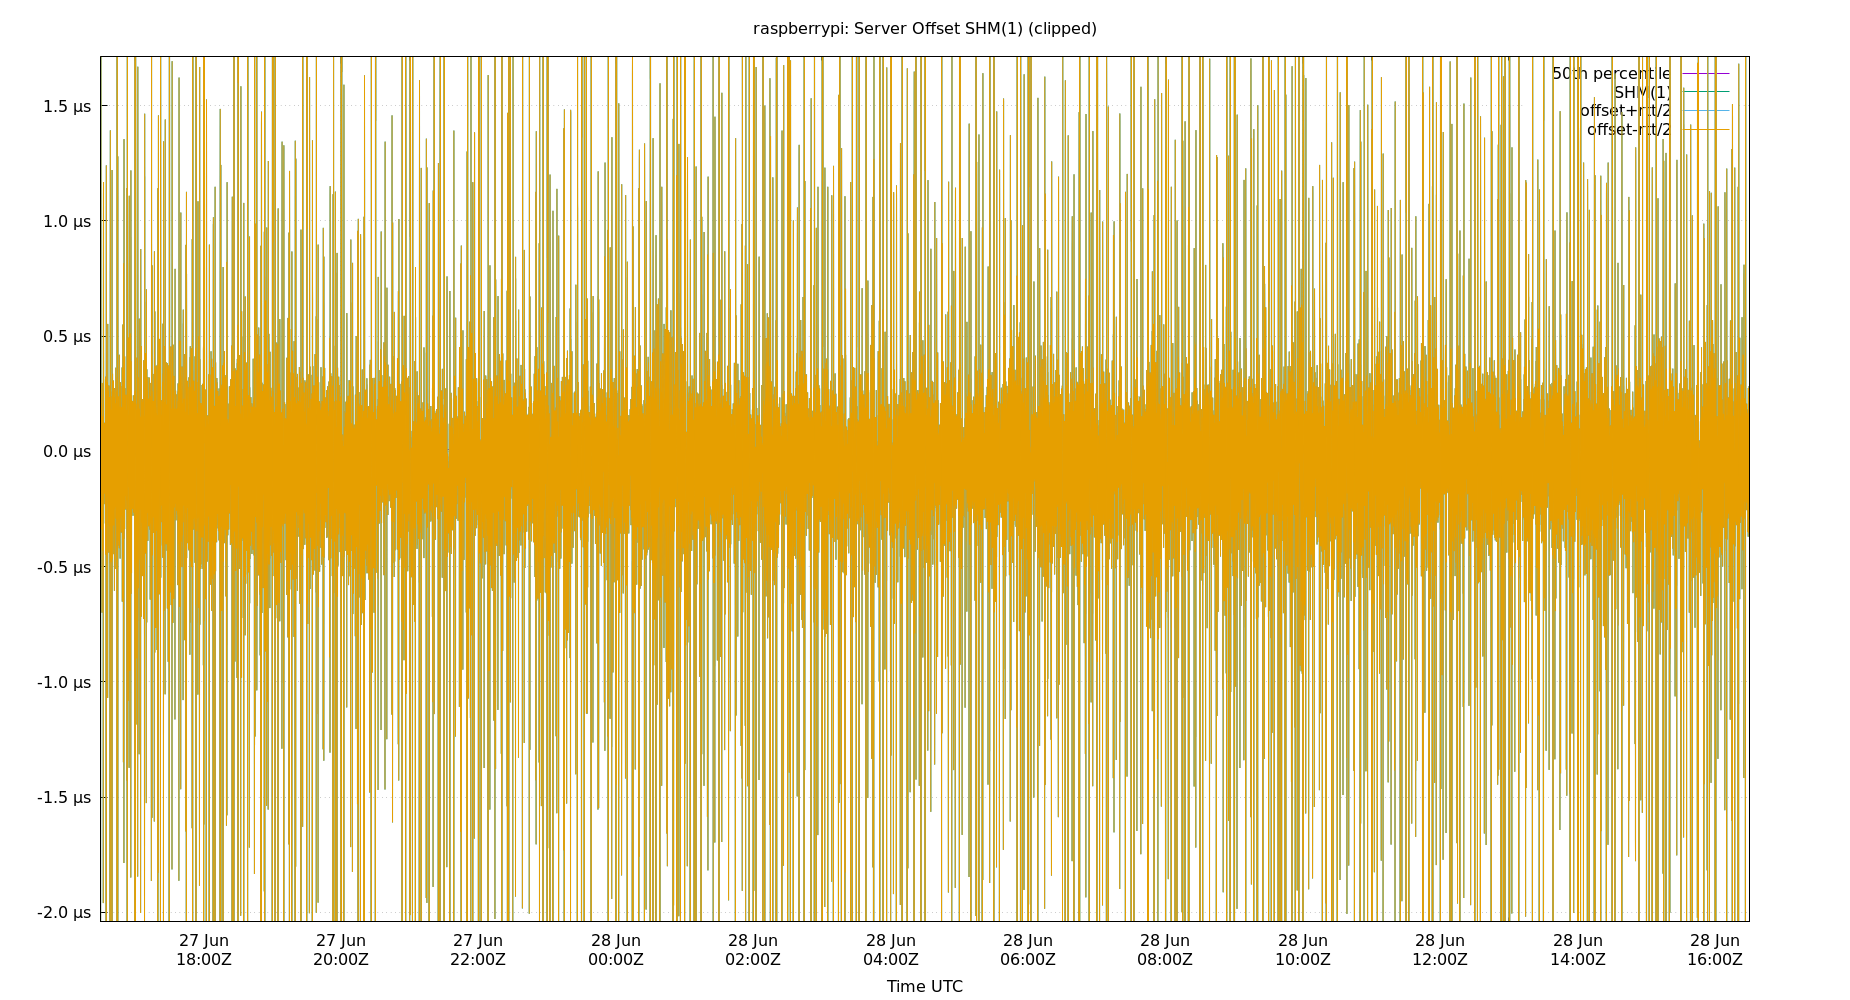 raspberrypi: Server Offset SHM(1) (clipped)
50th percentile
SHM(1)
offset+rtt/2
offset-rtt/2
1.5 µs
1.0 µs
0.5 µs
0.0 µs
-0.5 µs
-1.0 µs
-1.5 µs
-2.0 µs
27 Jun 27 Jun 27 Jun 28 Jun 28 Jun 28 Jun 28 Jun 28 Jun 28 Jun 28 Jun 28 Jun 28 Jun
18:00Z 20:00Z 22:00Z 00:00Z 02:00Z 04:00Z 06:00Z 08:00Z 10:00Z 12:00Z 14:00Z 16:00Z
Time UTC